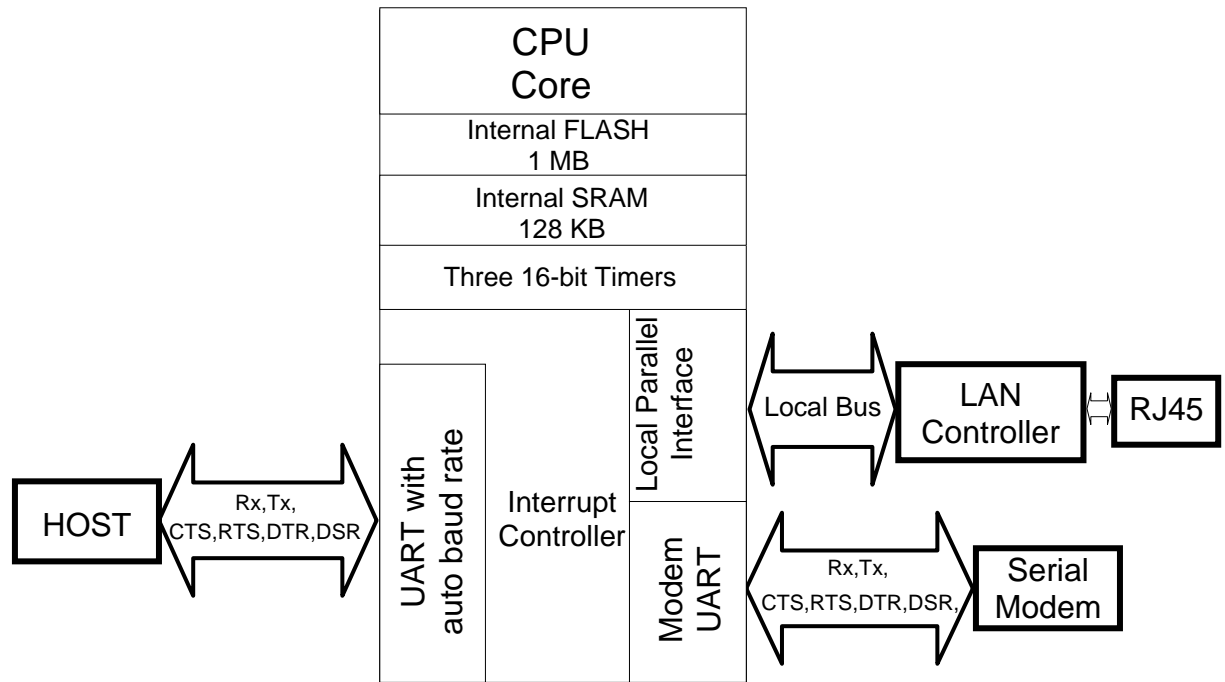 CPU
Core
Internal FLASH
1 MB
Internal SRAM
128 KB
Three 16-bit Timers
HOST
Rx,Tx,
CTS,RTS,DTR,DSR
UART with
auto baud rate
Interrupt
Controller
Local Parallel
Interface
Modem
UART
Local Bus
LAN
Controller
RJ45
Rx,Tx,
CTS,RTS,DTR,DSR,
Serial
Modem